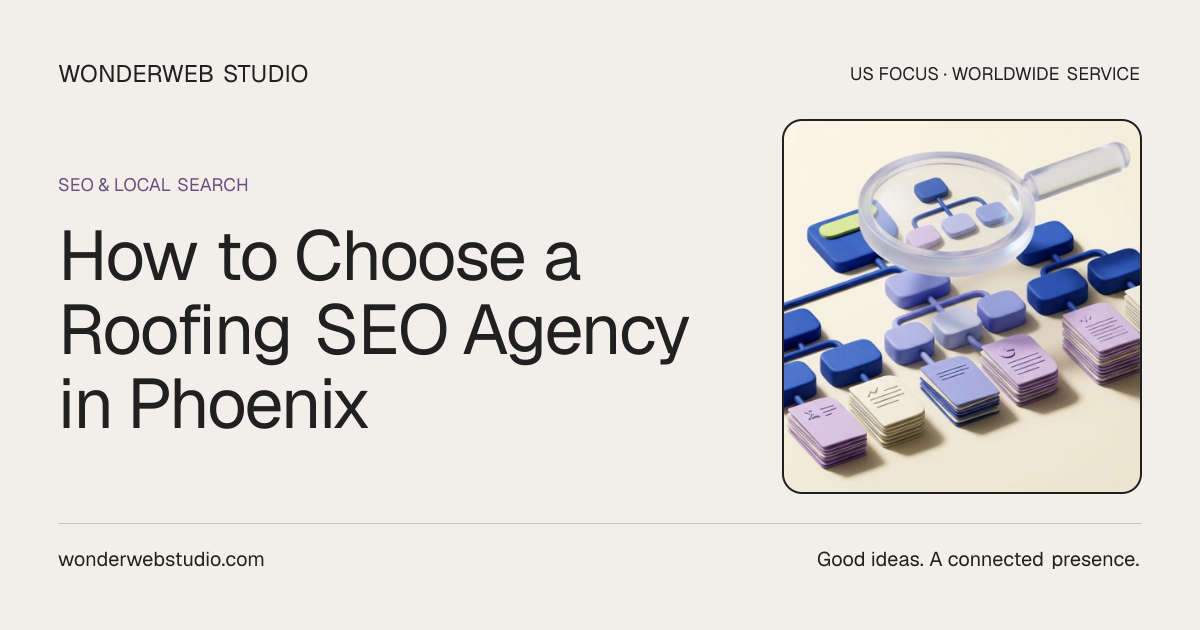 WONDERWEB STUDIO
US FOCUS · WORLDWIDE SERVICE
SEO & LOCAL SEARCH
How to Choose a
Roofing SEO Agency
in Phoenix
wonderwebstudio.com
Good ideas. A connected presence.